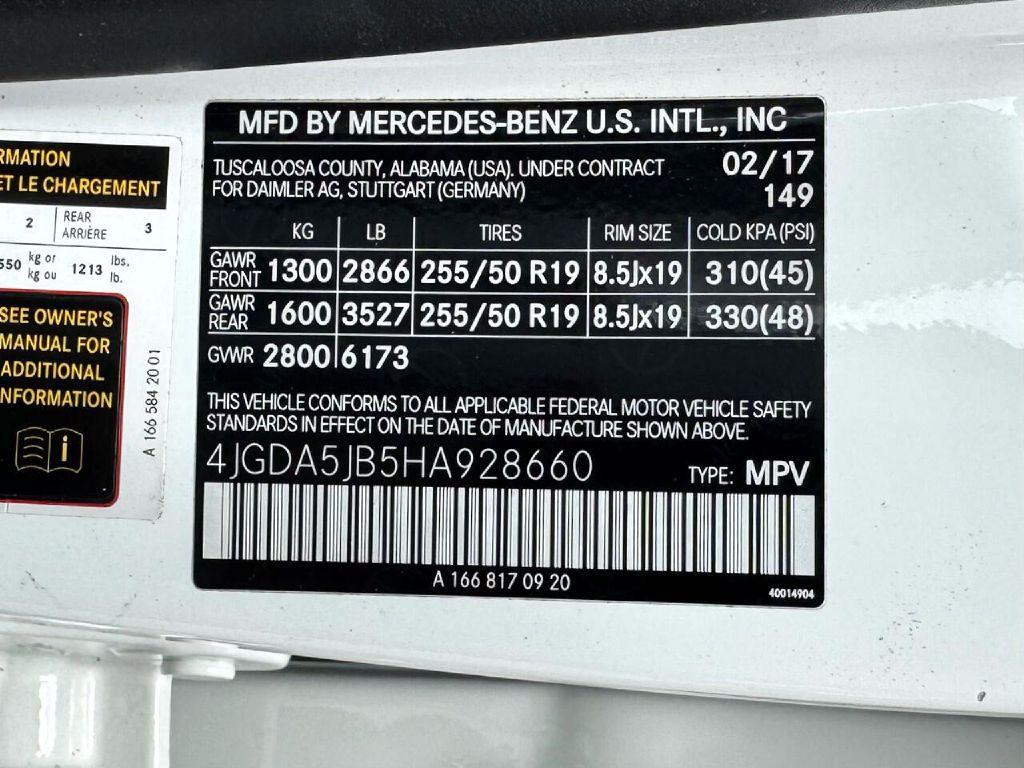 RMATION
ET LE CHARGEMENT
2 REAR 3
ARRIÈRE
550 kg or 1213 lbs.
kg ou lb.
SEE OWNER'S
MANUAL FOR
ADDITIONAL
NFORMATION
i
A 166 584 20 01
MFD BY MERCEDES-BENZ U.S. INTL., INC
TUSCALOOSA COUNTY, ALABAMA (USA). UNDER CONTRACT 02/17
FOR DAIMLER AG, STUTTGART (GERMANY) 149
KG LB TIRES RIM SIZE COLD KPA (PSI)
GAWR FRONT 1300 2866 255/50 R19 8.5Jx19 310(45)
GAWR REAR 1600 3527 255/50 R19 8.5Jx19 330(48)
GVWR 2800 6173
THIS VEHICLE CONFORMS TO ALL APPLICABLE FEDERAL MOTOR VEHICLE SAFETY
STANDARDS IN EFFECT ON THE DATE OF MANUFACTURE SHOWN ABOVE.
4JGDA5JB5HA928660 TYPE: MPV
A 166 817 09 20
40014904